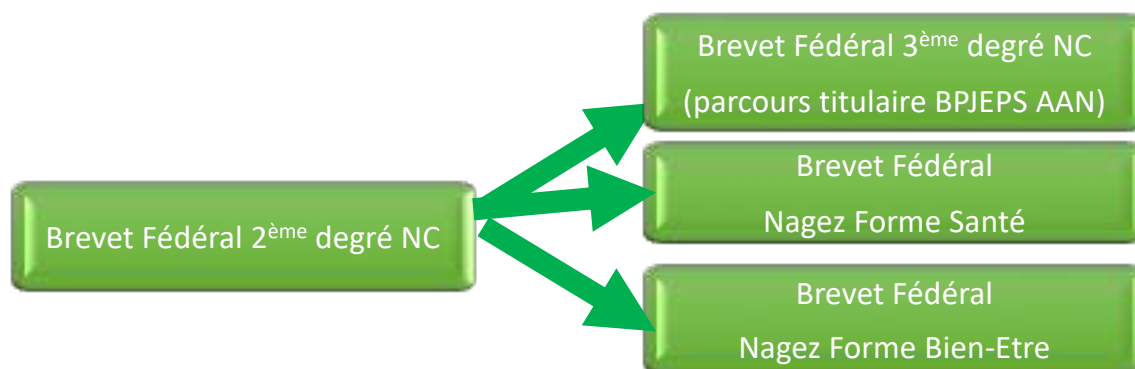 Brevet Fédéral 3ème degré NC
(parcours titulaire BPJEPS AAN)
Brevet Fédéral
Nagez Forme Santé
Brevet Fédéral 2ème degré NC
Brevet Fédéral
Nagez Forme Bien-Etre